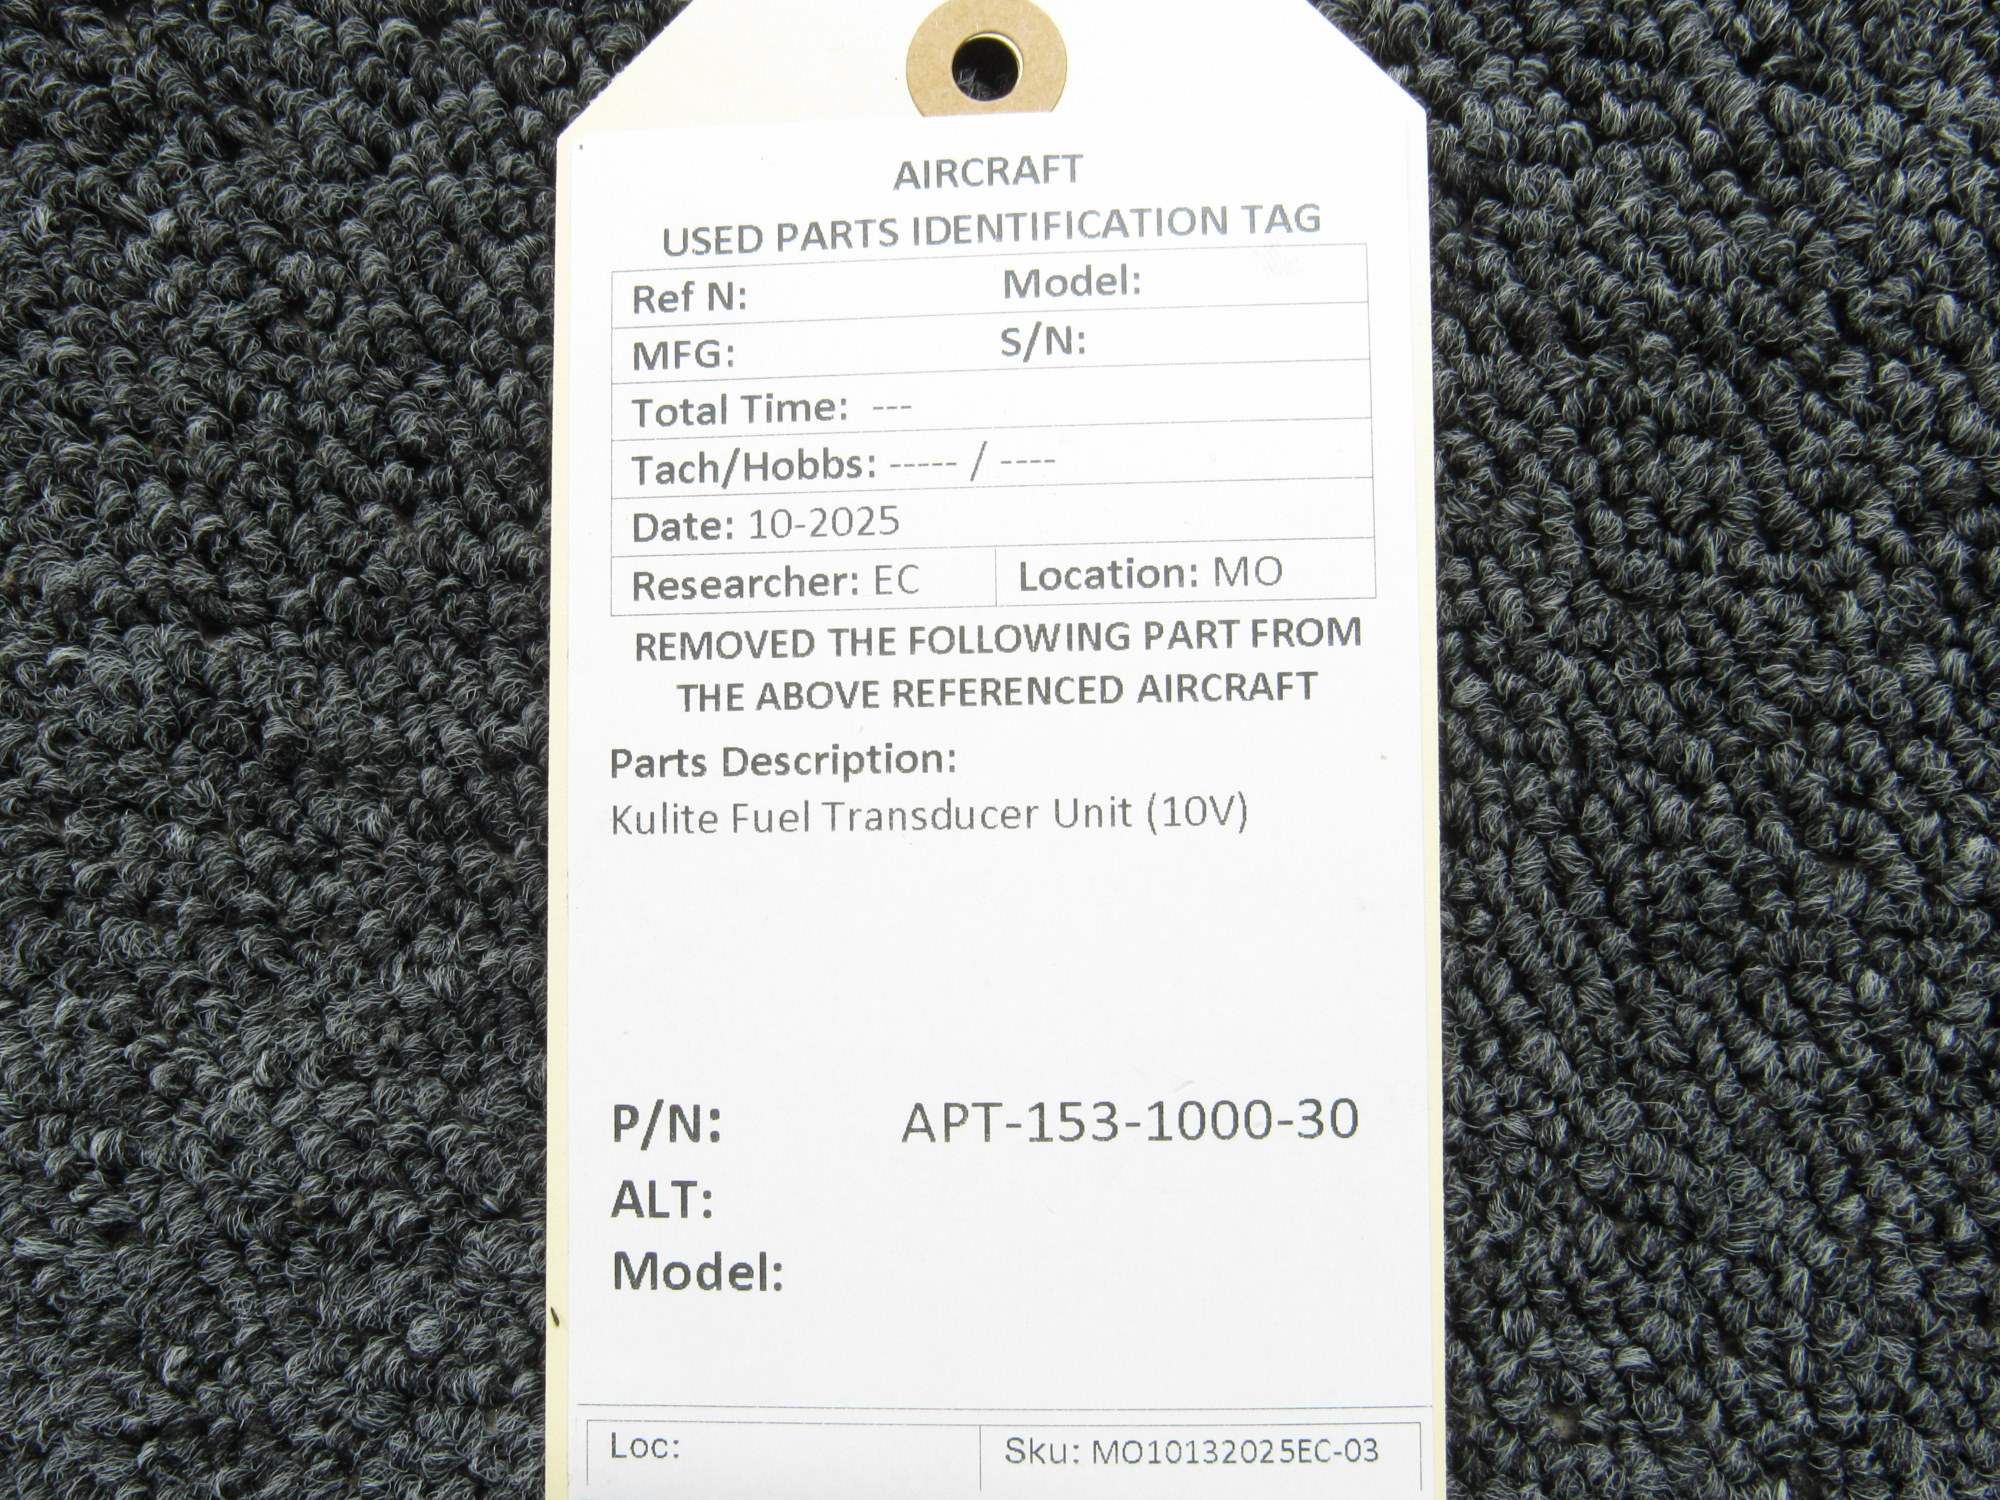 AIRCRAFT
USED PARTS IDENTIFICATION TAG
Ref N: Model:
MFG: S/N:
Total Time: ---
Tach/Hobbs: ----- / ----
Date: 10-2025
Researcher: EC Location: MO
REMOVED THE FOLLOWING PART FROM
THE ABOVE REFERENCED AIRCRAFT
Parts Description:
Kulite Fuel Transducer Unit (10V)
P/N: APT-153-1000-30
ALT:
Model:
Loc: Sku: MO10132025EC-03